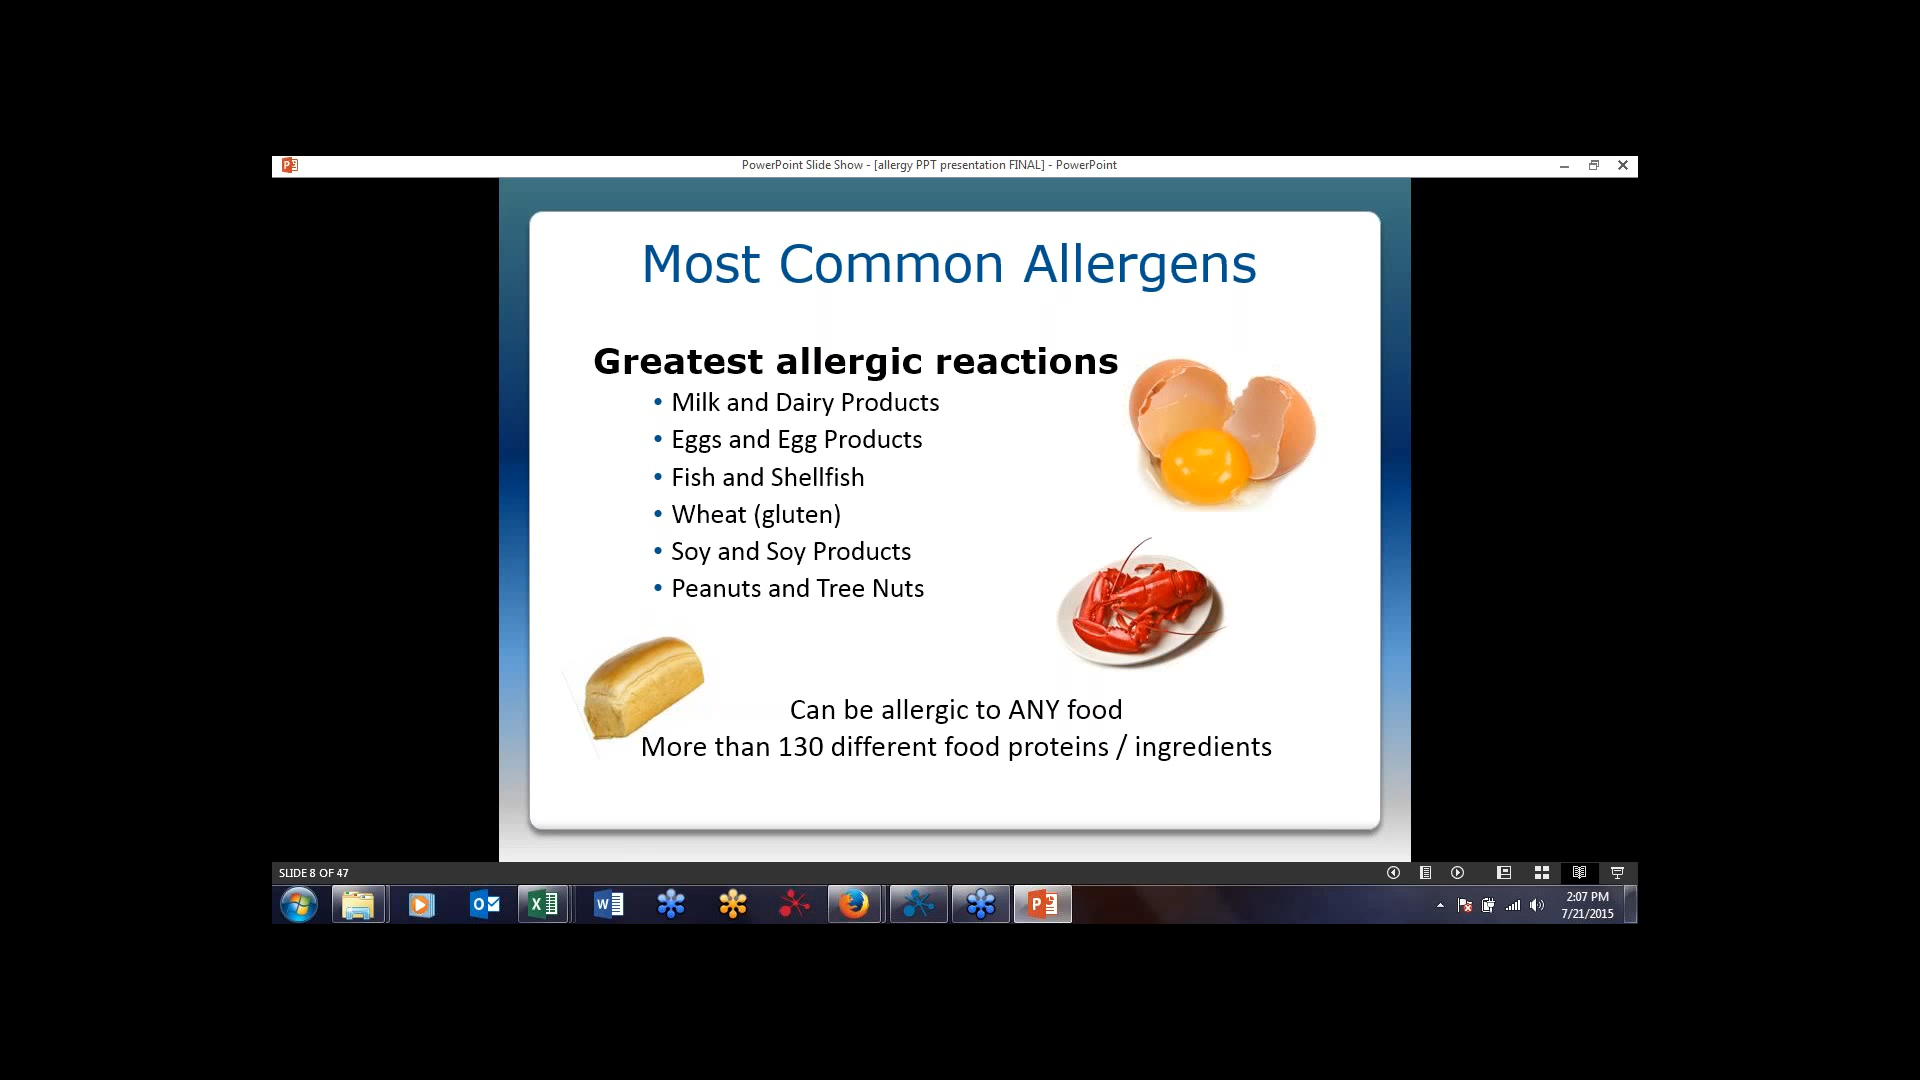 PowerPoint Slide Show - [allergy PPT presentation FINAL] - PowerPoint
Most Common Allergens
Greatest allergic reactions
• Milk and Dairy Products
• Eggs and Egg Products
• Fish and Shellfish
• Wheat (gluten)
• Soy and Soy Products
• Peanuts and Tree Nuts
Can be allergic to ANY food
More than 130 different food proteins / ingredients
SLIDE 8 OF 47
2:07 PM
7/21/2015